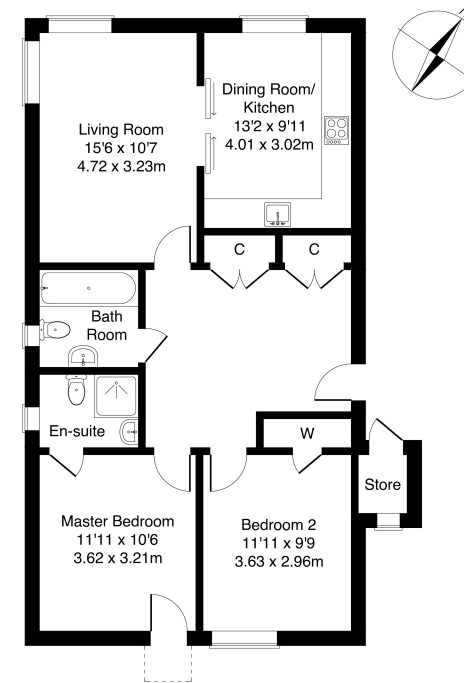 Living Room
15'6 x 10'7
4.72 x 3.23m
Dining Room/
Kitchen
13'2 x 9'11
4.01 x 3.02m
C
C
Bath
Room
En-suite
W
Store
Master Bedroom
11'11 x 10'6
3.62 x 3.21m
Bedroom 2
11'11 x 9'9
3.63 x 2.96m